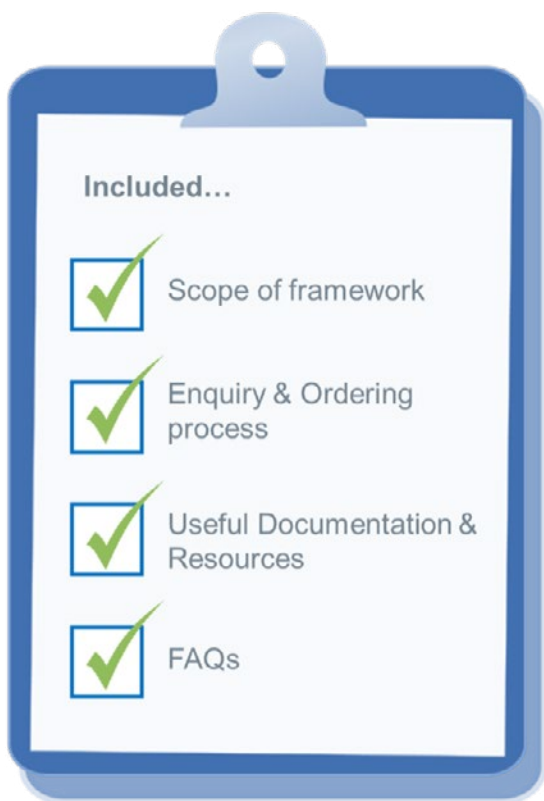 Included...
Scope of framework
Enquiry & Ordering
process
Useful Documentation &
Resources
FAQs